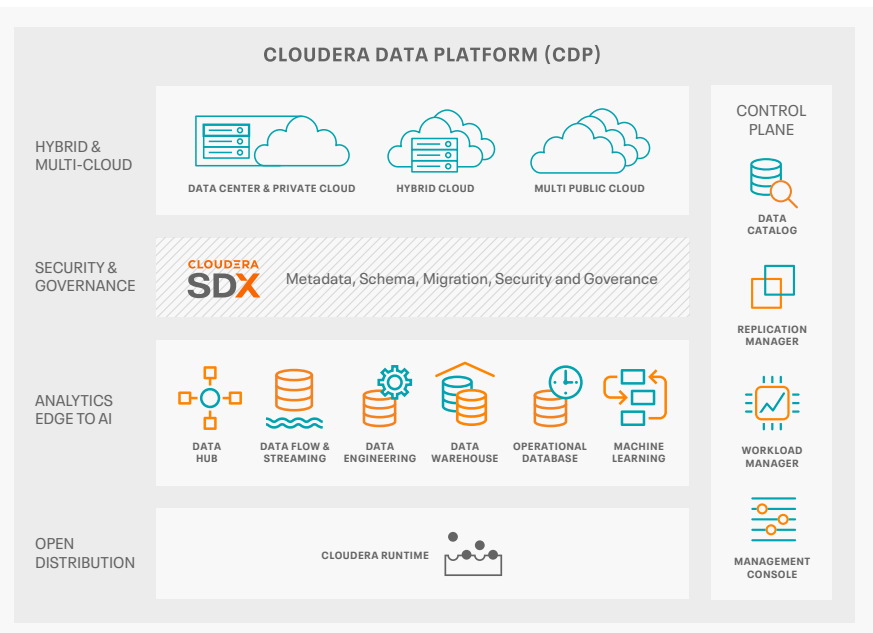 CLOUDERA DATA PLATFORM (CDP)
HYBRID &
MULTI-CLOUD
DATA CENTER & PRIVATE CLOUD
HYBRID CLOUD
MULTI PUBLIC CLOUD
SECURITY &
GOVERNANCE
CLOUDERA
SDX
Metadata, Schema, Migration, Security and Goverance
ANALYTICS
EDGE TO AI
DATA
HUB
DATA FLOW &
STREAMING
DATA
ENGINEERING
DATA
WAREHOUSE
OPERATIONAL
DATABASE
MACHINE
LEARNING
OPEN
DISTRIBUTION
CLOUDERA RUNTIME
CONTROL
PLANE
DATA
CATALOG
REPLICATION
MANAGER
WORKLOAD
MANAGER
MANAGEMENT
CONSOLE